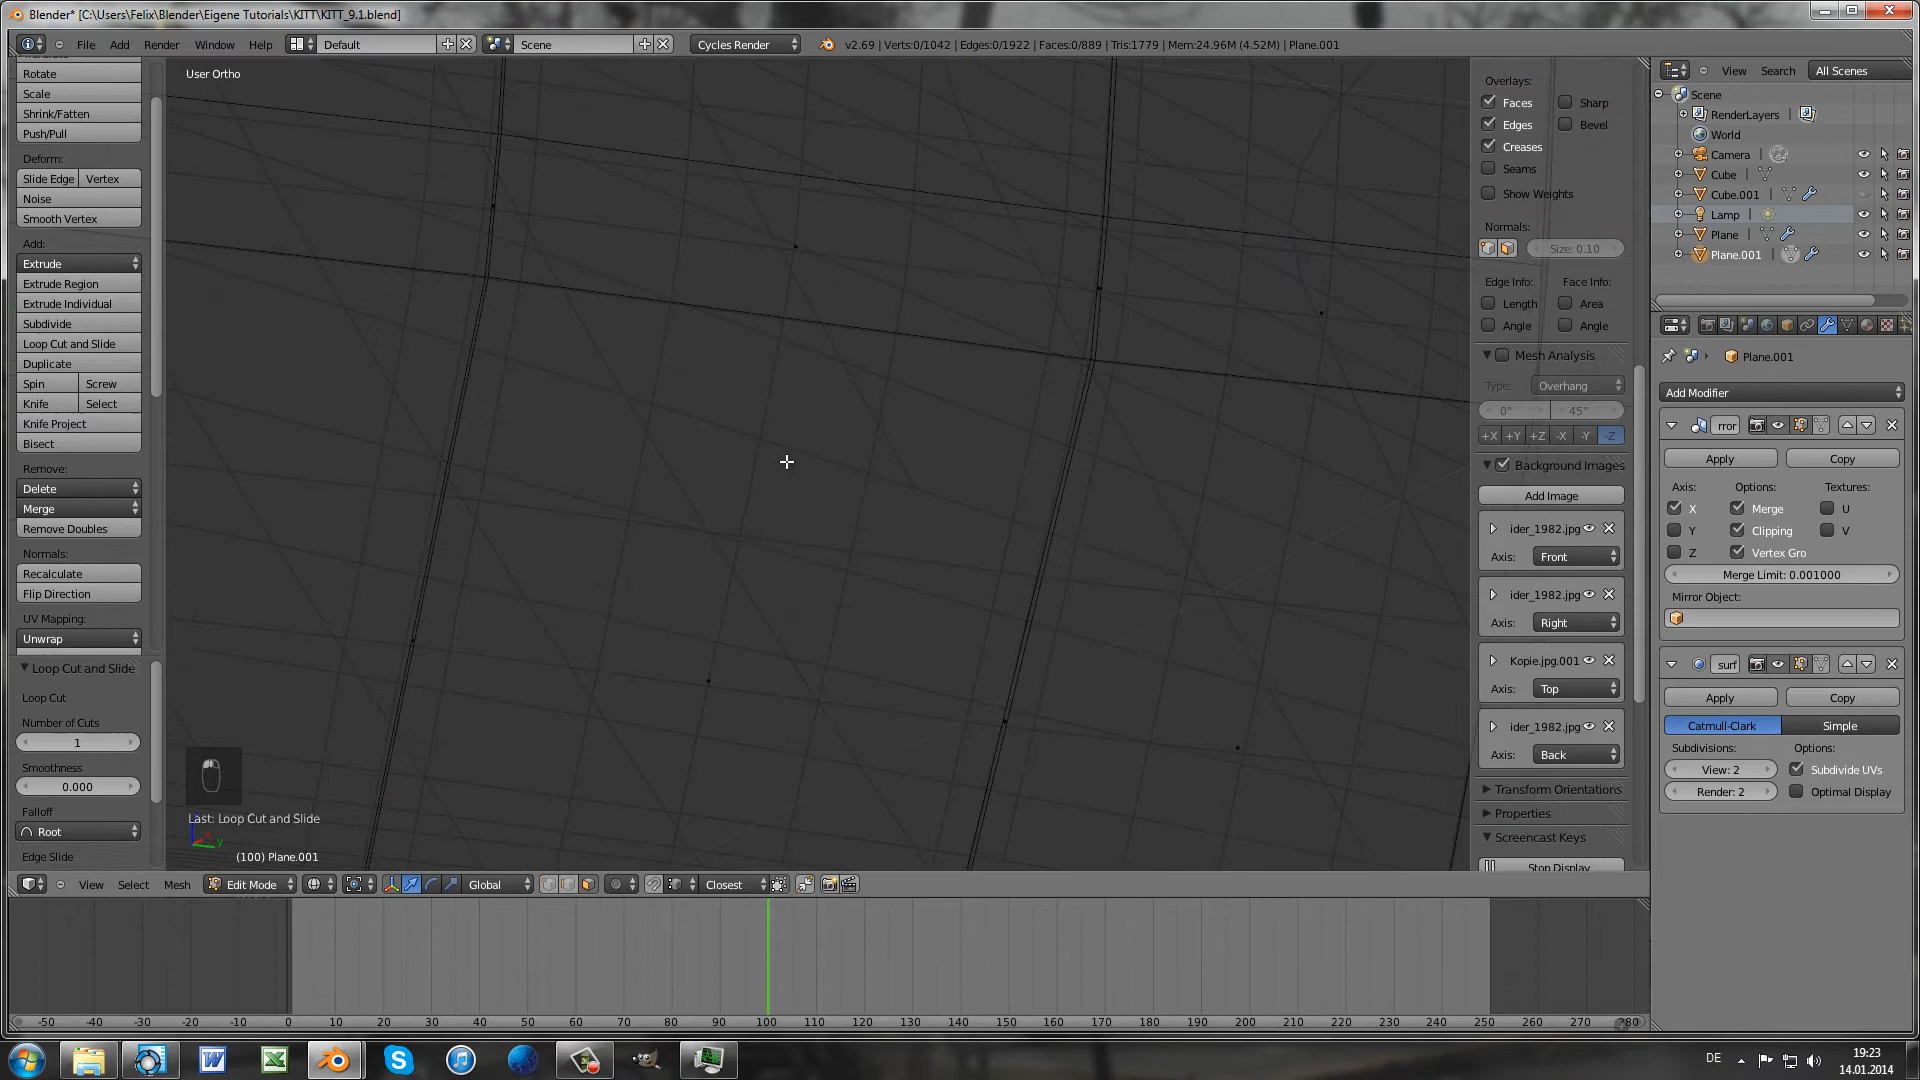 Blender* [C:\Users\Felix\Blender\Eigene Tutorials\KITT\KITT_9.1.blend]
File Add Render Window Help Default Scene Cycles Render v2.69 | Verts:0/1042 | Edges:0/1922 | Faces:0/889 | Tris:1779 | Mem:24.96M (4.52M) | Plane.001
Rotate
Scale
Shrink/Fatten
Push/Pull
Deform:
Slide Edge Vertex
Noise
Smooth Vertex
Add:
Extrude
Extrude Region
Extrude Individual
Subdivide
Loop Cut and Slide
Duplicate
Spin Screw
Knife Select
Knife Project
Bisect
Remove:
Delete
Merge
Remove Doubles
Normals:
Recalculate
Flip Direction
UV Mapping:
Unwrap
Loop Cut and Slide
Loop Cut
Number of Cuts
1
Smoothness
0.000
Falloff
Root
Edge Slide
User Ortho
Last: Loop Cut and Slide
y
(100) Plane.001
Overlays:
Faces Sharp
Edges Bevel
Creases
Seams
Show Weights
Normals:
Size: 0.10
Edge Info: Face Info:
Length Area
Angle Angle
Mesh Analysis
Type: Overhang
0° 45°
+X +Y +Z -X -Y -Z
Background Images
Add Image
ider_1982.jpg
Axis: Front
ider_1982.jpg
Axis: Right
Kopie.jpg.001
Axis: Top
ider_1982.jpg
Axis: Back
Transform Orientations
Properties
Screencast Keys
Stop Display
View Search All Scenes
Scene
RenderLayers
World
Camera
Cube
Cube.001
Lamp
Plane
Plane.001
Plane.001
Add Modifier
rror
Apply Copy
Axis: Options: Textures:
X Merge U
Y Clipping V
Z Vertex Gro
Merge Limit: 0.001000
Mirror Object:
surf
Apply Copy
Catmull-Clark Simple
Subdivisions: Options:
View: 2 Subdivide UVs
Render: 2 Optimal Display
View Select Mesh Edit Mode Global Closest
-50 -40 -30 -20 -10 0 10 20 30 40 50 60 70 80 90 100 110 120 130 140 150 160 170 180 190 200 210 220 230 240 250 260 270 280
DE 19:23
14.01.2014